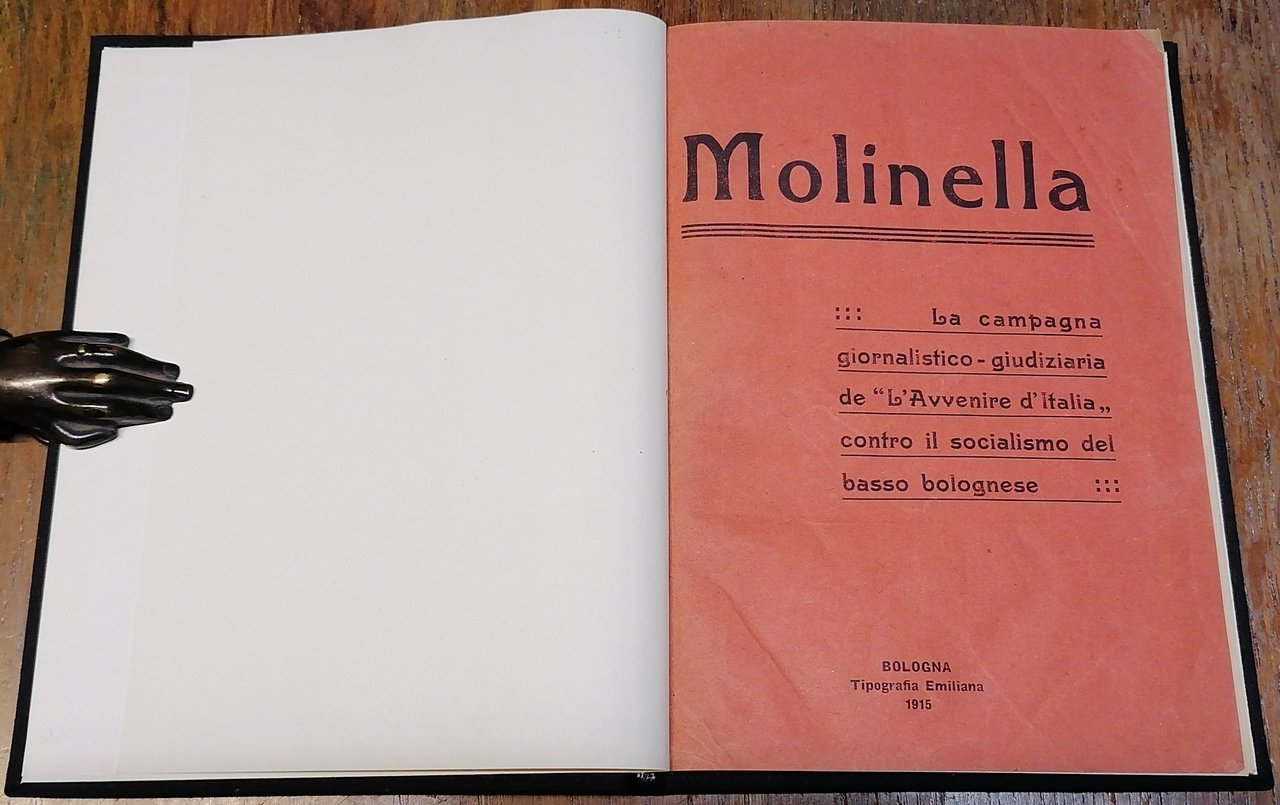 Molinella
::: La campagna
giornalistico-giudiziaria
de “L'Avvenire d'Italia„
contro il socialismo del
basso bolognese :::
BOLOGNA
Tipografia Emiliana
1915